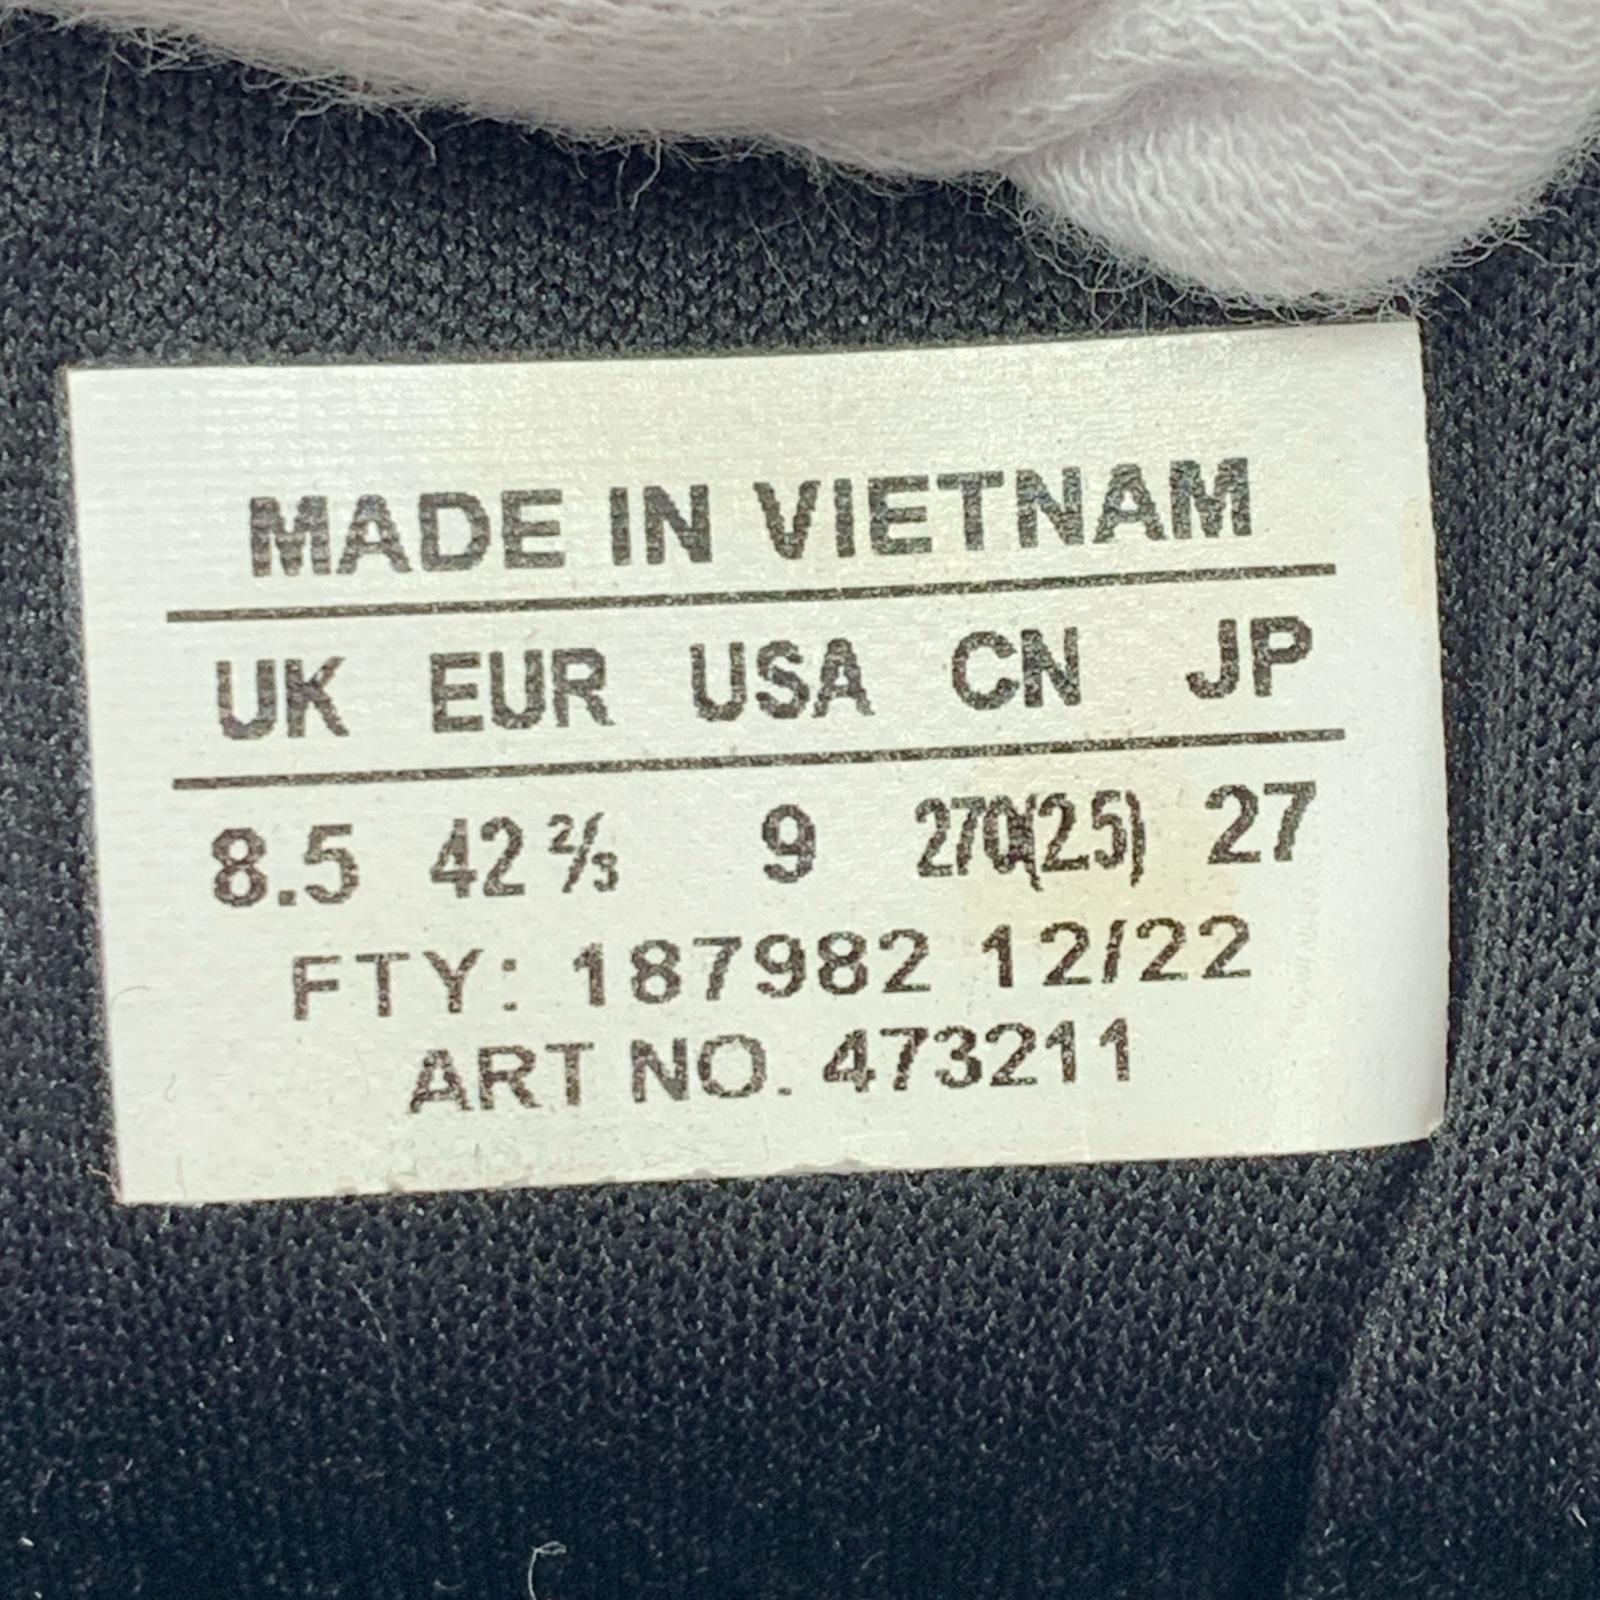 MADE IN VIETNAM
UK EUR USA CN JP
8.5 42 ⅔ 9 270(2.5) 27
FTY: 187982 12/22
ART NO. 473211